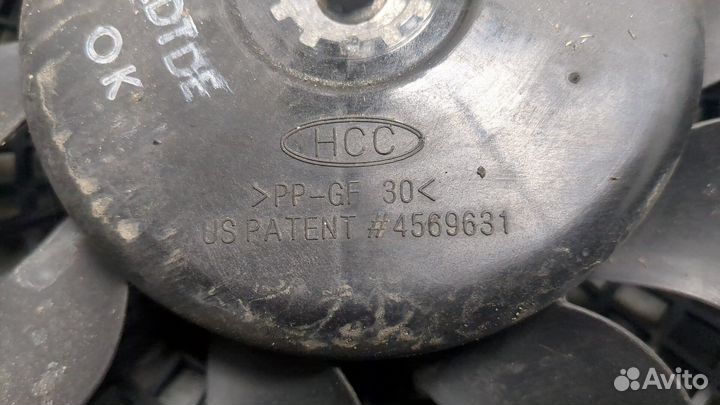 OK
HCC
>PP-GF 30<
US PATENT #4569631
Avito